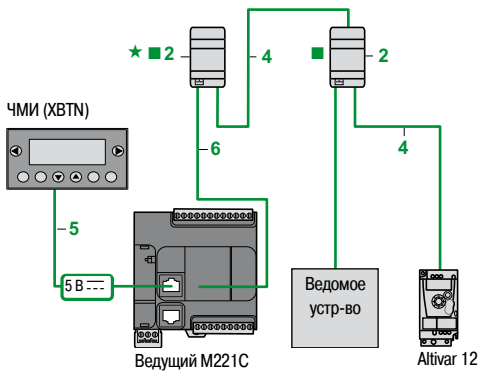 ★ ■ 2
4
■
2
ЧМИ (XBTN)
6
4
5
5 В
Ведомое
устр-во
Ведущий M221C
Altivar 12